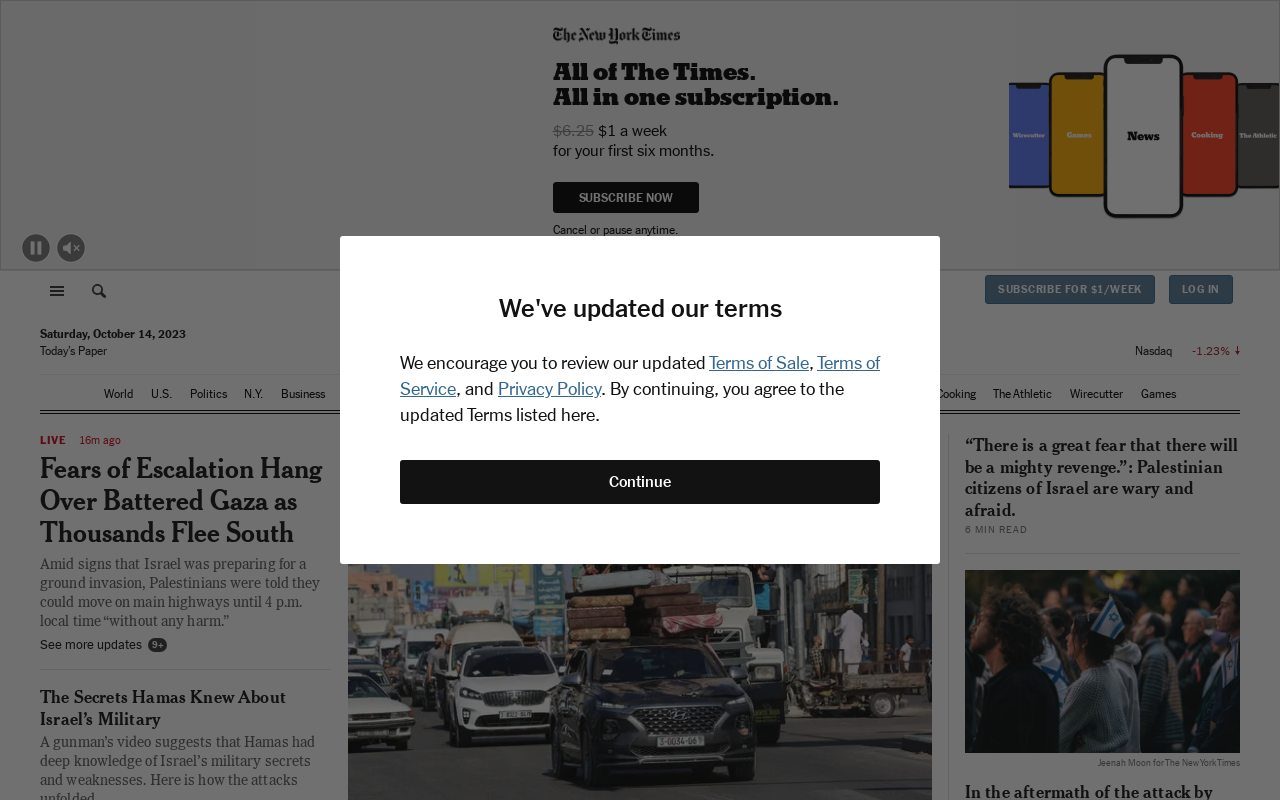 The New York Times
All of The Times.
All in one subscription.
$6.25 $1 a week
for your first six months.
SUBSCRIBE NOW
Cancel or pause anytime.
Wirecutter
Games
News
Cooking
The Athletic
SUBSCRIBE FOR $1/WEEK
LOG IN
Saturday, October 14, 2023
Today's Paper
Nasdaq -1.23%
World U.S. Politics N.Y. Business
Cooking The Athletic Wirecutter Games
We've updated our terms
We encourage you to review our updated Terms of Sale, Terms of
Service, and Privacy Policy. By continuing, you agree to the
updated Terms listed here.
Continue
LIVE 16m ago
Fears of Escalation Hang
Over Battered Gaza as
Thousands Flee South
Amid signs that Israel was preparing for a
ground invasion, Palestinians were told they
could move on main highways until 4 p.m.
local time “without any harm.”
See more updates 9+
The Secrets Hamas Knew About
Israel’s Military
A gunman’s video suggests that Hamas had
deep knowledge of Israel’s military secrets
and weaknesses. Here is how the attacks
unfolded.
“There is a great fear that there will
be a mighty revenge.”: Palestinian
citizens of Israel are wary and
afraid.
6 MIN READ
Jeenah Moon for The New York Times
In the aftermath of the attack by